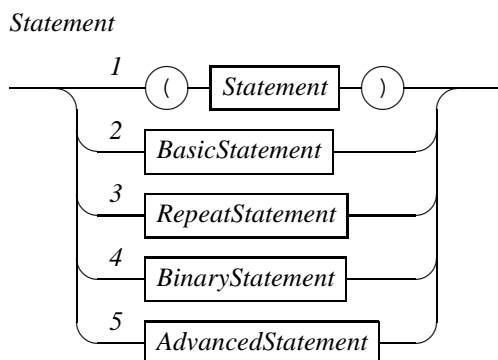 Statement
1 ( Statement )
2 BasicStatement
3 RepeatStatement
4 BinaryStatement
5 AdvancedStatement